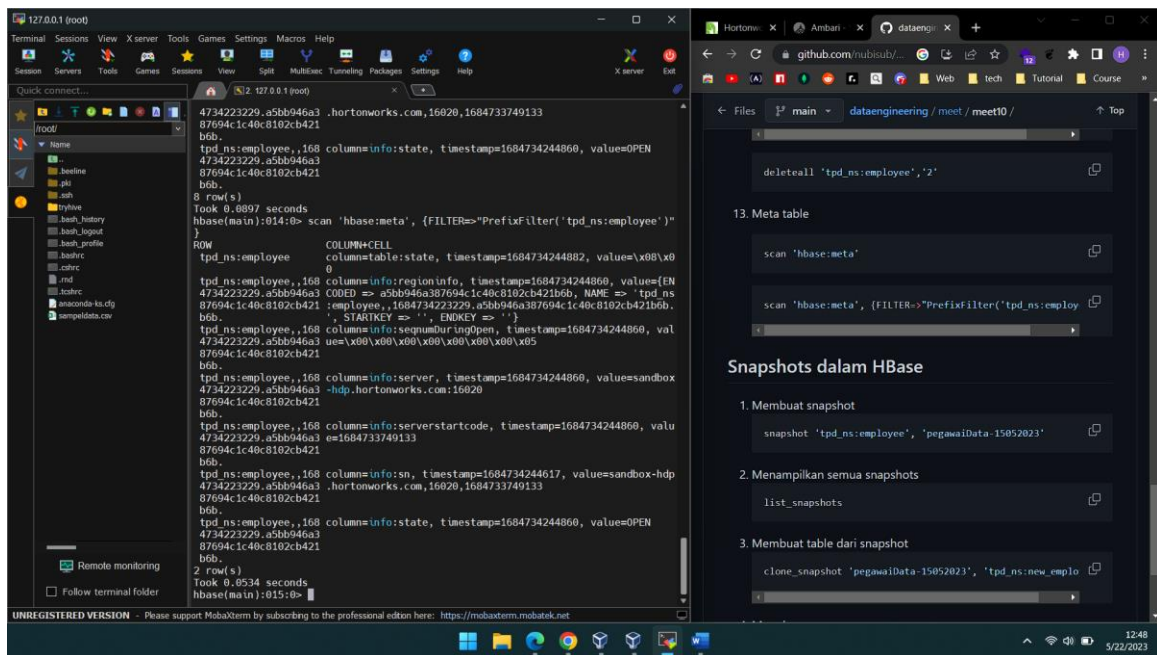 127.0.0.1 (root)
Terminal Sessions View X server Tools Games Settings Macros Help
Session Servers Tools Games Sessions View Split MultiExec Tunneling Packages Settings Help X server Exit
Quick connect...
2. 127.0.0.1 (root)
/root/
Name
..
.beeline
.pki
.ssh
tryhive
.bash_history
.bash_logout
.bash_profile
.bashrc
.cshrc
.rnd
.tcshrc
anaconda-ks.cfg
sampeldata.csv
Remote monitoring
Follow terminal folder
4734223229.a5bb946a3 .hortonworks.com,16020,1684733749133
87694c1c40c8102cb421
b6b.
tpd_ns:employee,,168 column=info:state, timestamp=1684734244860, value=OPEN
4734223229.a5bb946a3
87694c1c40c8102cb421
b6b.
8 row(s)
Took 0.0897 seconds
hbase(main):014:0> scan 'hbase:meta', {FILTER=>"PrefixFilter('tpd_ns:employee')"
}
ROW COLUMN+CELL
tpd_ns:employee column=table:state, timestamp=1684734244882, value=\x08\x0
0
tpd_ns:employee,,168 column=info:regioninfo, timestamp=1684734244860, value={EN
4734223229.a5bb946a3 CODED => a5bb946a387694c1c40c8102cb421b6b, NAME => 'tpd_ns
87694c1c40c8102cb421 :employee,,1684734223229.a5bb946a387694c1c40c8102cb421b6b.
b6b. ', STARTKEY => '', ENDKEY => ''}
tpd_ns:employee,,168 column=info:seqnumDuringOpen, timestamp=1684734244860, val
4734223229.a5bb946a3 ue=\x00\x00\x00\x00\x00\x00\x00\x05
87694c1c40c8102cb421
b6b.
tpd_ns:employee,,168 column=info:server, timestamp=1684734244860, value=sandbox
4734223229.a5bb946a3 -hdp.hortonworks.com:16020
87694c1c40c8102cb421
b6b.
tpd_ns:employee,,168 column=info:serverstartcode, timestamp=1684734244860, valu
4734223229.a5bb946a3 e=1684733749133
87694c1c40c8102cb421
b6b.
tpd_ns:employee,,168 column=info:sn, timestamp=1684734244617, value=sandbox-hdp
4734223229.a5bb946a3 .hortonworks.com,16020,1684733749133
87694c1c40c8102cb421
b6b.
tpd_ns:employee,,168 column=info:state, timestamp=1684734244860, value=OPEN
4734223229.a5bb946a3
87694c1c40c8102cb421
b6b.
2 row(s)
Took 0.0534 seconds
hbase(main):015:0>
UNREGISTERED VERSION - Please support MobaXterm by subscribing to the professional edition here: https://mobaxterm.mobatek.net
Hortonwo Ambari - dataengin
github.com/nubisub/...
12
H
Web tech Tutorial Course »
Files main dataengineering / meet / meet10 / Top
deleteall 'tpd_ns:employee','2'
13. Meta table
scan 'hbase:meta'
scan 'hbase:meta', {FILTER=>"PrefixFilter('tpd_ns:employ
Snapshots dalam HBase
1. Membuat snapshot
snapshot 'tpd_ns:employee', 'pegawaiData-15052023'
2. Menampilkan semua snapshots
list_snapshots
3. Membuat table dari snapshot
clone_snapshot 'pegawaiData-15052023', 'tpd_ns:new_emplo
12:48
5/22/2023